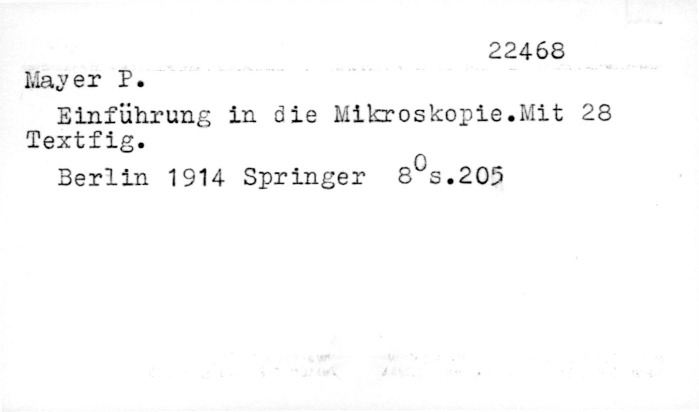 22468
Mayer P.
Einführung in die Mikroskopie.Mit 28
Textfig.
Berlin 1914 Springer 8⁰s.205